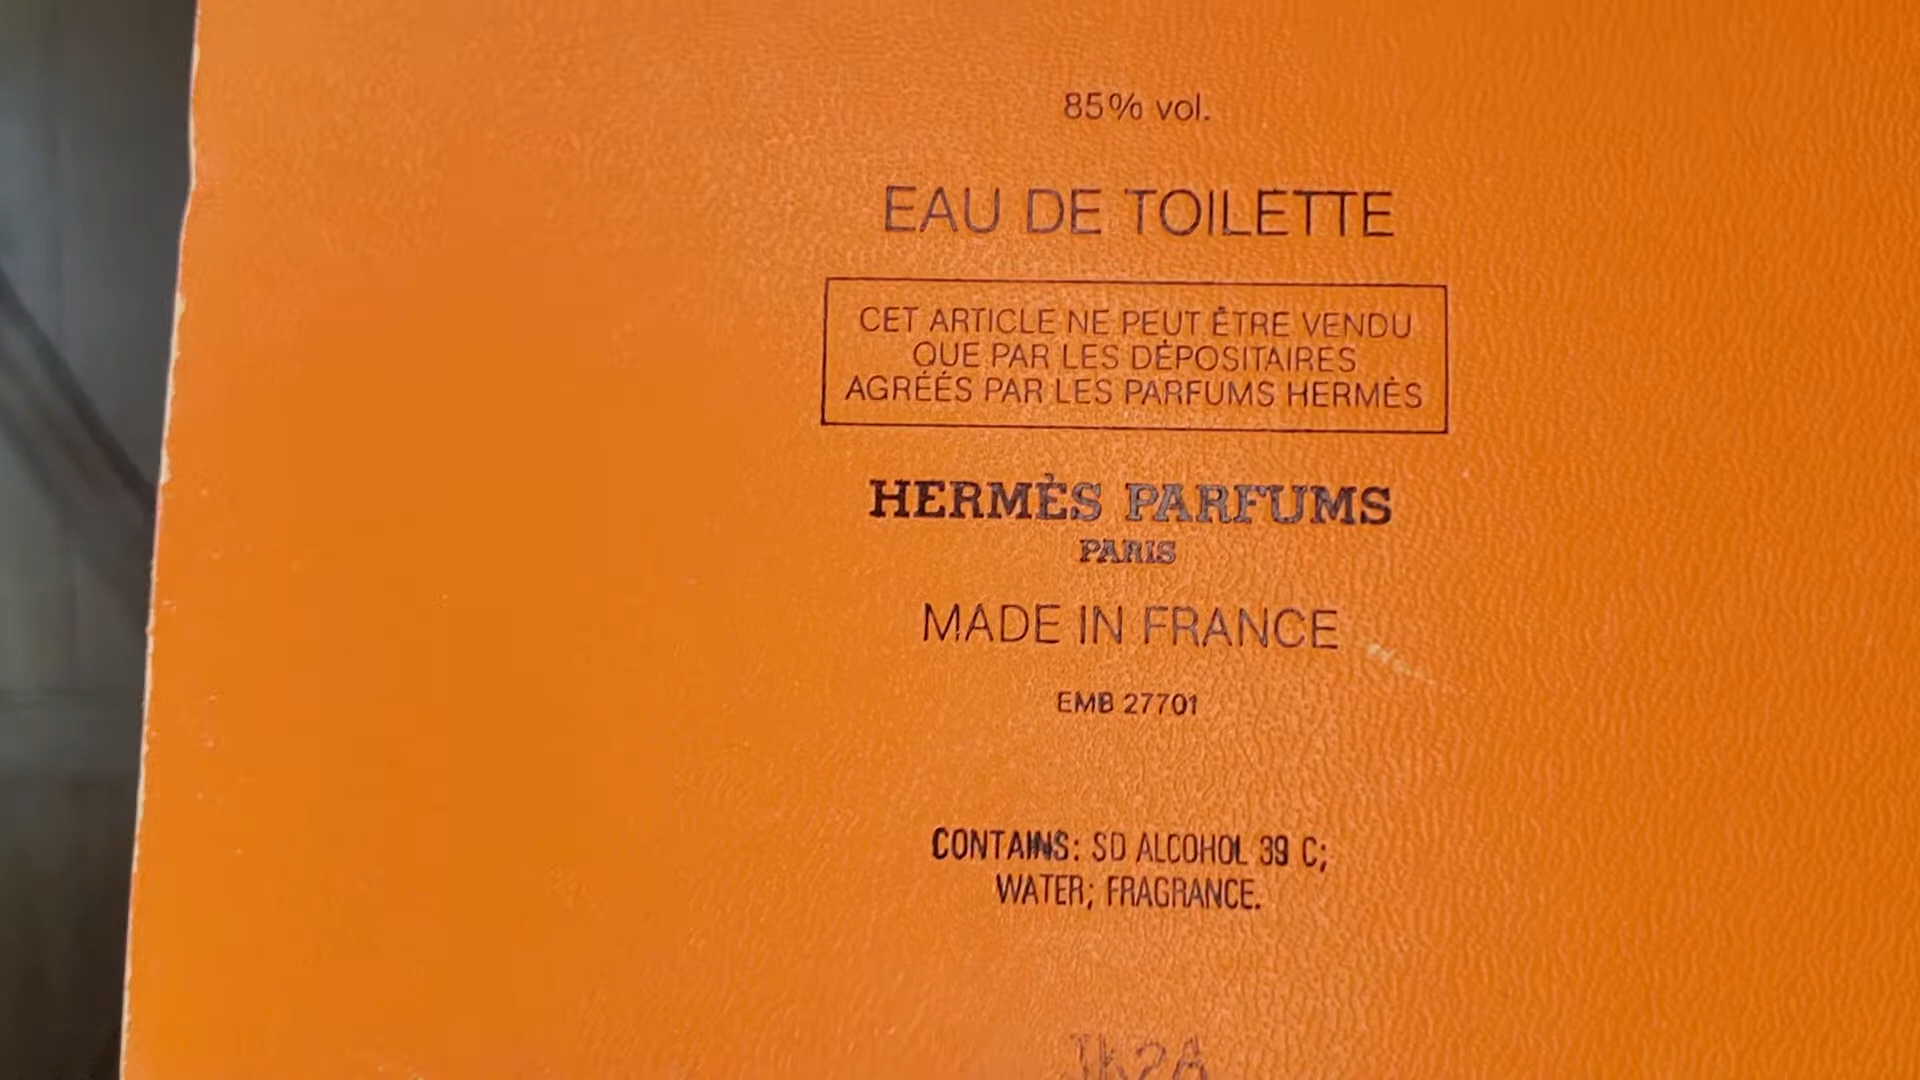 85% vol.
EAU DE TOILETTE
CET ARTICLE NE PEUT ÊTRE VENDU
QUE PAR LES DÉPOSITAIRES
AGRÉÉS PAR LES PARFUMS HERMÈS
HERMÈS PARFUMS
PARIS
MADE IN FRANCE
EMB 27701
CONTAINS: SD ALCOHOL 39 C;
WATER; FRAGRANCE.